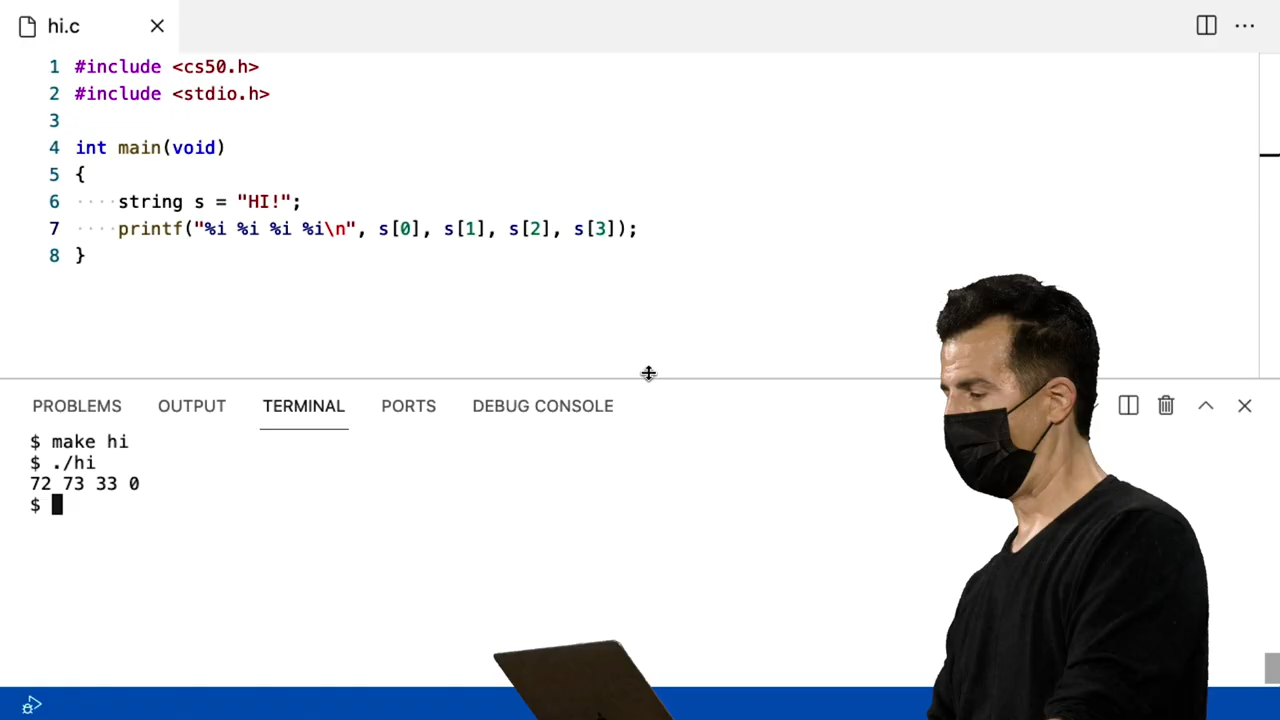 hi.c
1 #include <cs50.h>
2 #include <stdio.h>
3
4 int main(void)
5 {
6 ····string s = "HI!";
7 ····printf("%i %i %i %i\n", s[0], s[1], s[2], s[3]);
8 }
PROBLEMS OUTPUT TERMINAL PORTS DEBUG CONSOLE
$ make hi
$ ./hi
72 73 33 0
$